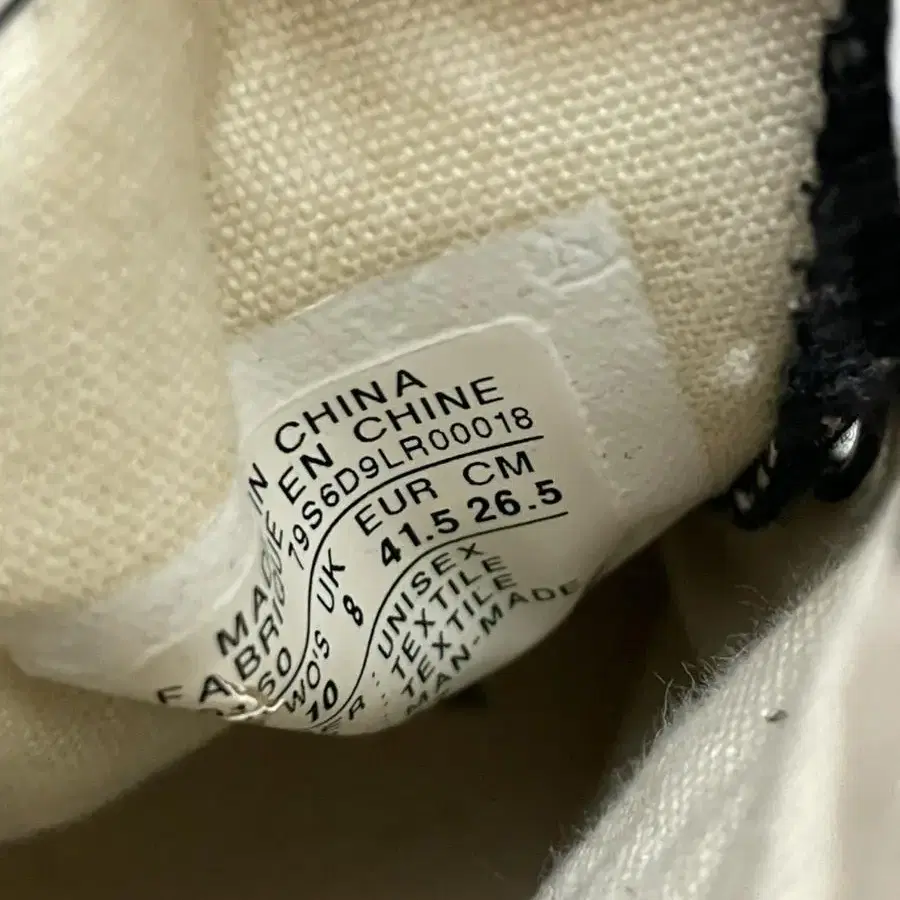 MADE IN CHINA
FABRIQUE EN CHINE
79S6D9LR00018
WO'S UK EUR CM
10 8 41.5 26.5
UNISEX
: TEXTILE
: TEXTILE
MAN-MADE